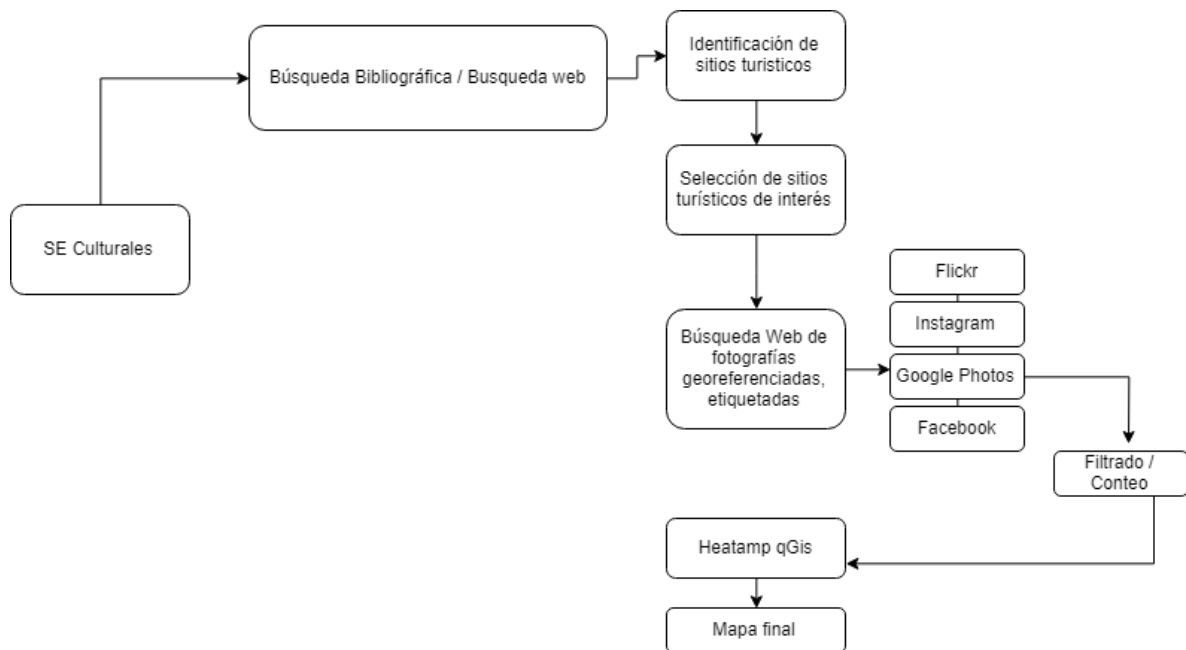 SE Culturales
Búsqueda Bibliográfica / Busqueda web
Identificación de
sitios turisticos
Selección de sitios
turísticos de interés
Búsqueda Web de
fotografías
georeferenciadas,
etiquetadas
Flickr
Instagram
Google Photos
Facebook
Filtrado /
Conteo
Heatamp qGis
Mapa final